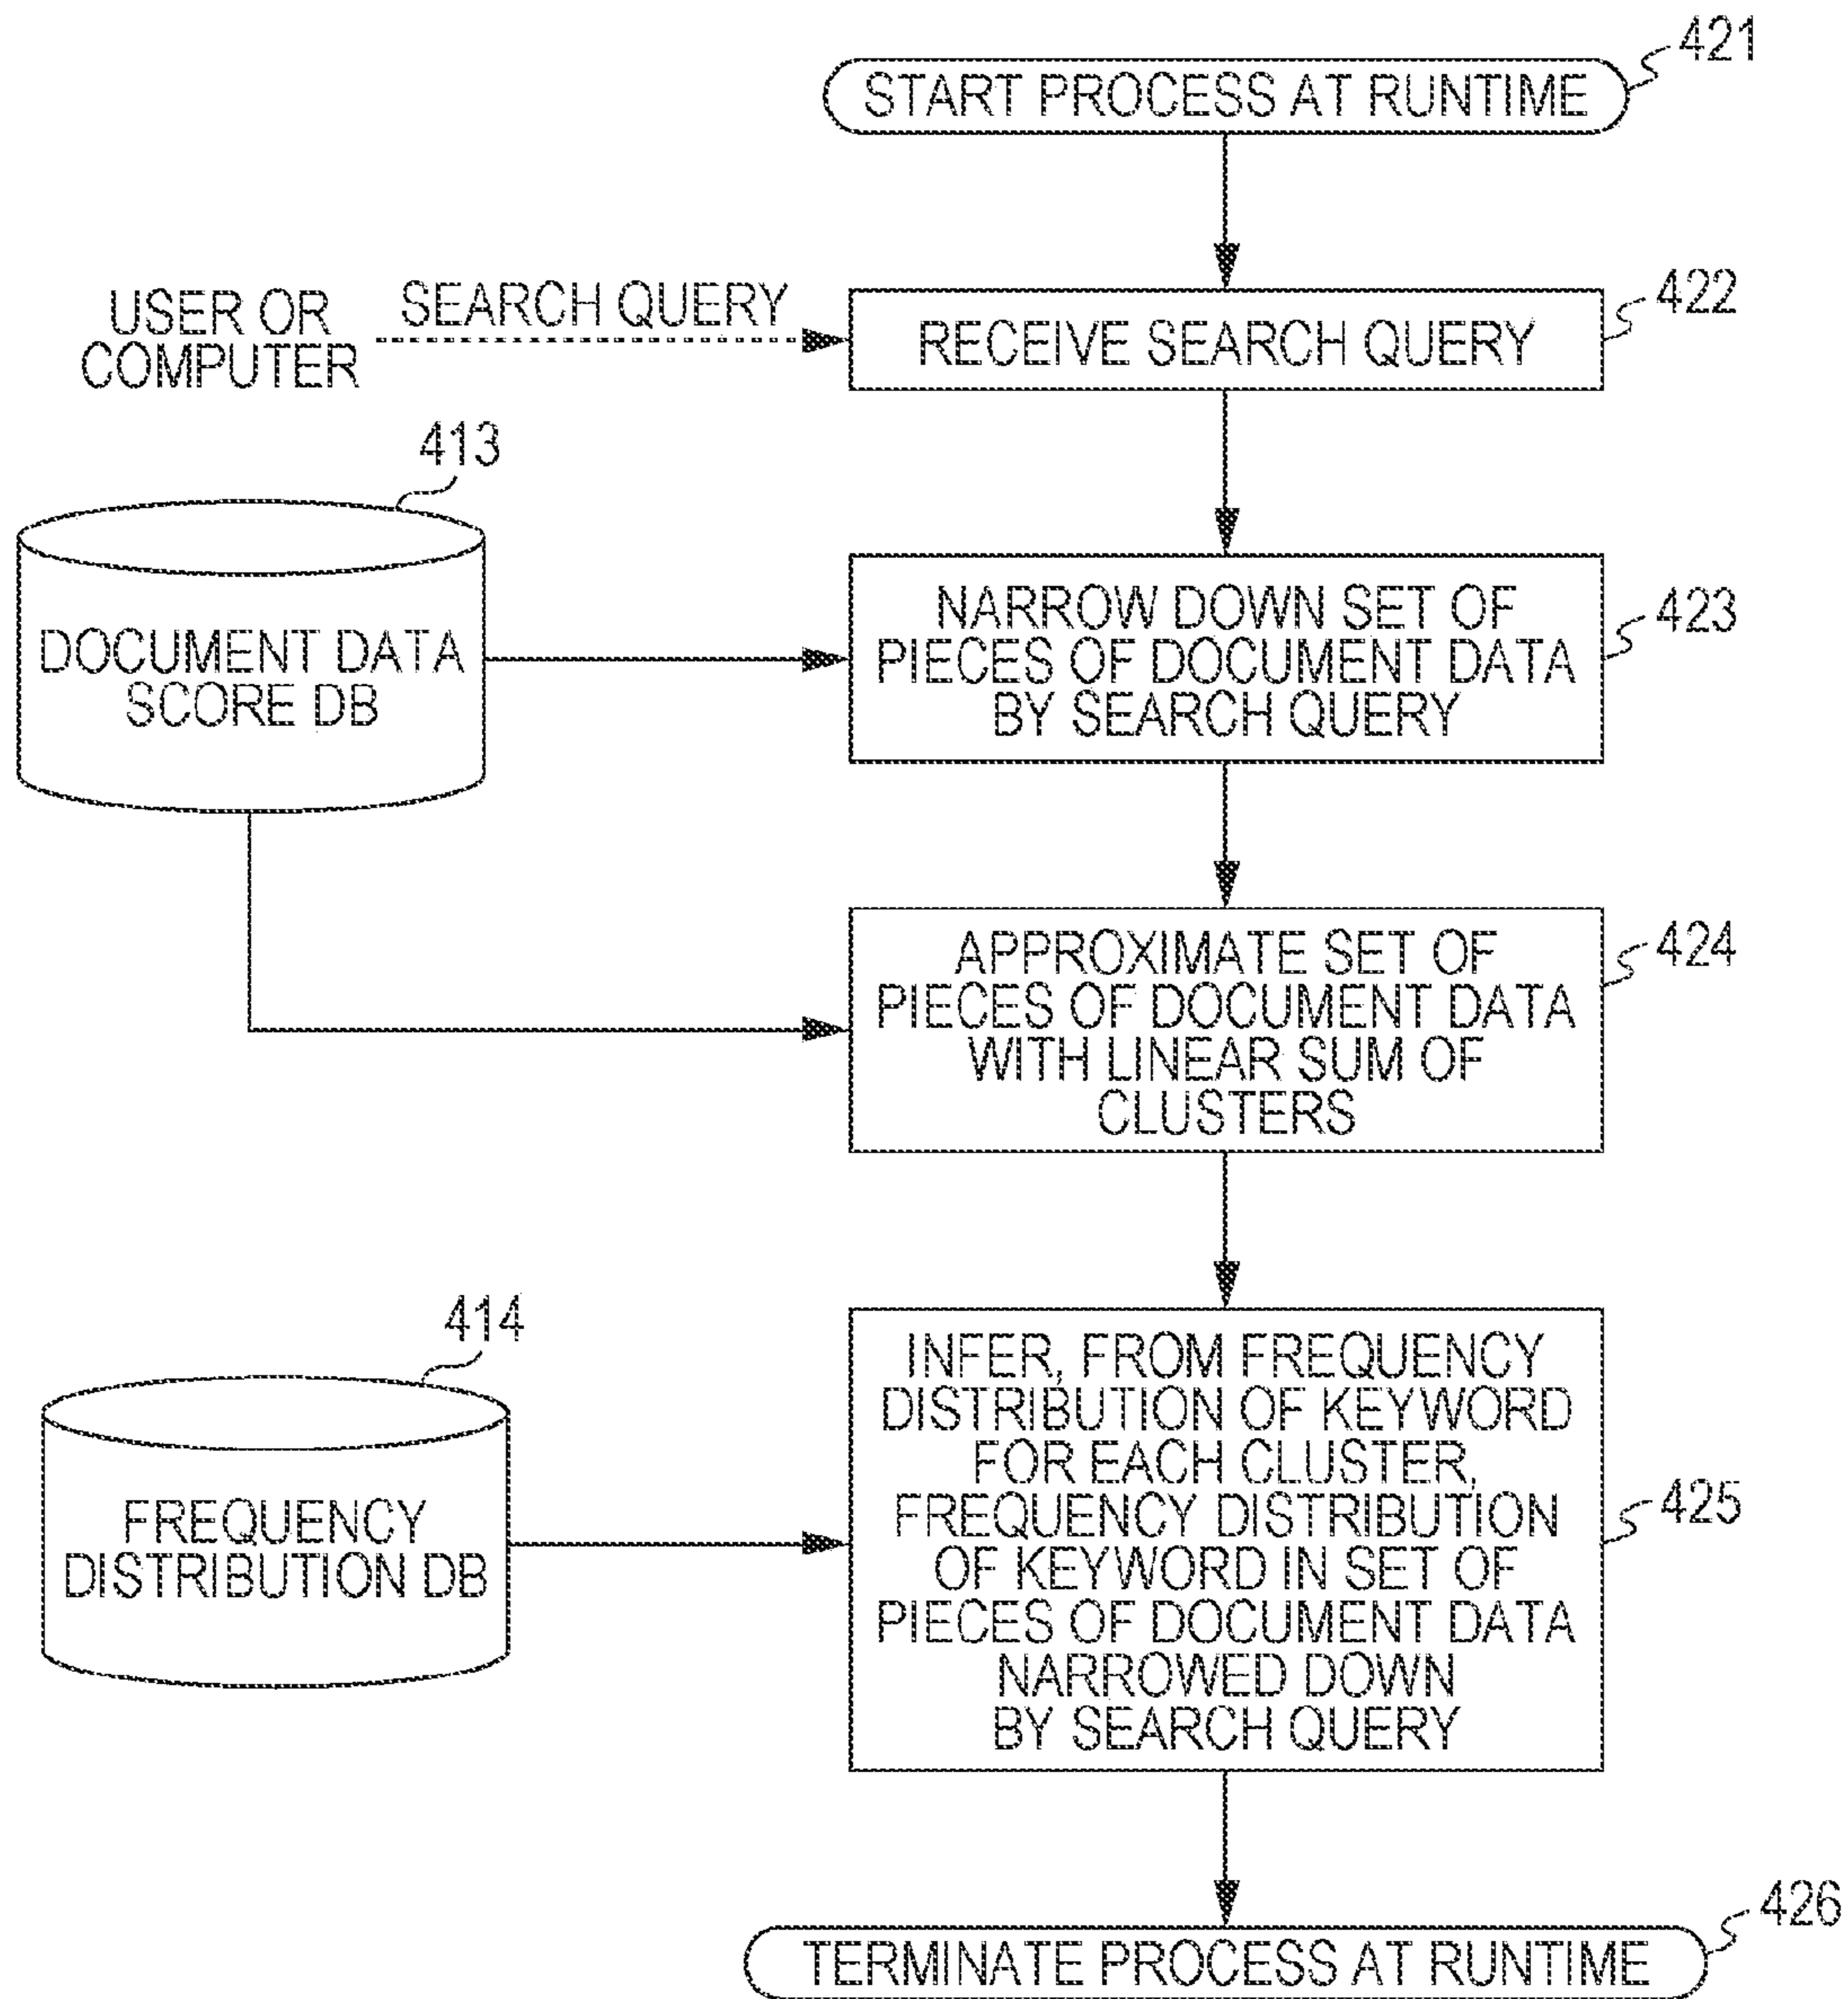 421
START PROCESS AT RUNTIME
USER OR
COMPUTER
SEARCH QUERY
422
RECEIVE SEARCH QUERY
413
DOCUMENT DATA
SCORE DB
423
NARROW DOWN SET OF
PIECES OF DOCUMENT DATA
BY SEARCH QUERY
424
APPROXIMATE SET OF
PIECES OF DOCUMENT DATA
WITH LINEAR SUM OF
CLUSTERS
414
FREQUENCY
DISTRIBUTION DB
425
INFER, FROM FREQUENCY
DISTRIBUTION OF KEYWORD
FOR EACH CLUSTER,
FREQUENCY DISTRIBUTION
OF KEYWORD IN SET OF
PIECES OF DOCUMENT DATA
NARROWED DOWN
BY SEARCH QUERY
426
TERMINATE PROCESS AT RUNTIME